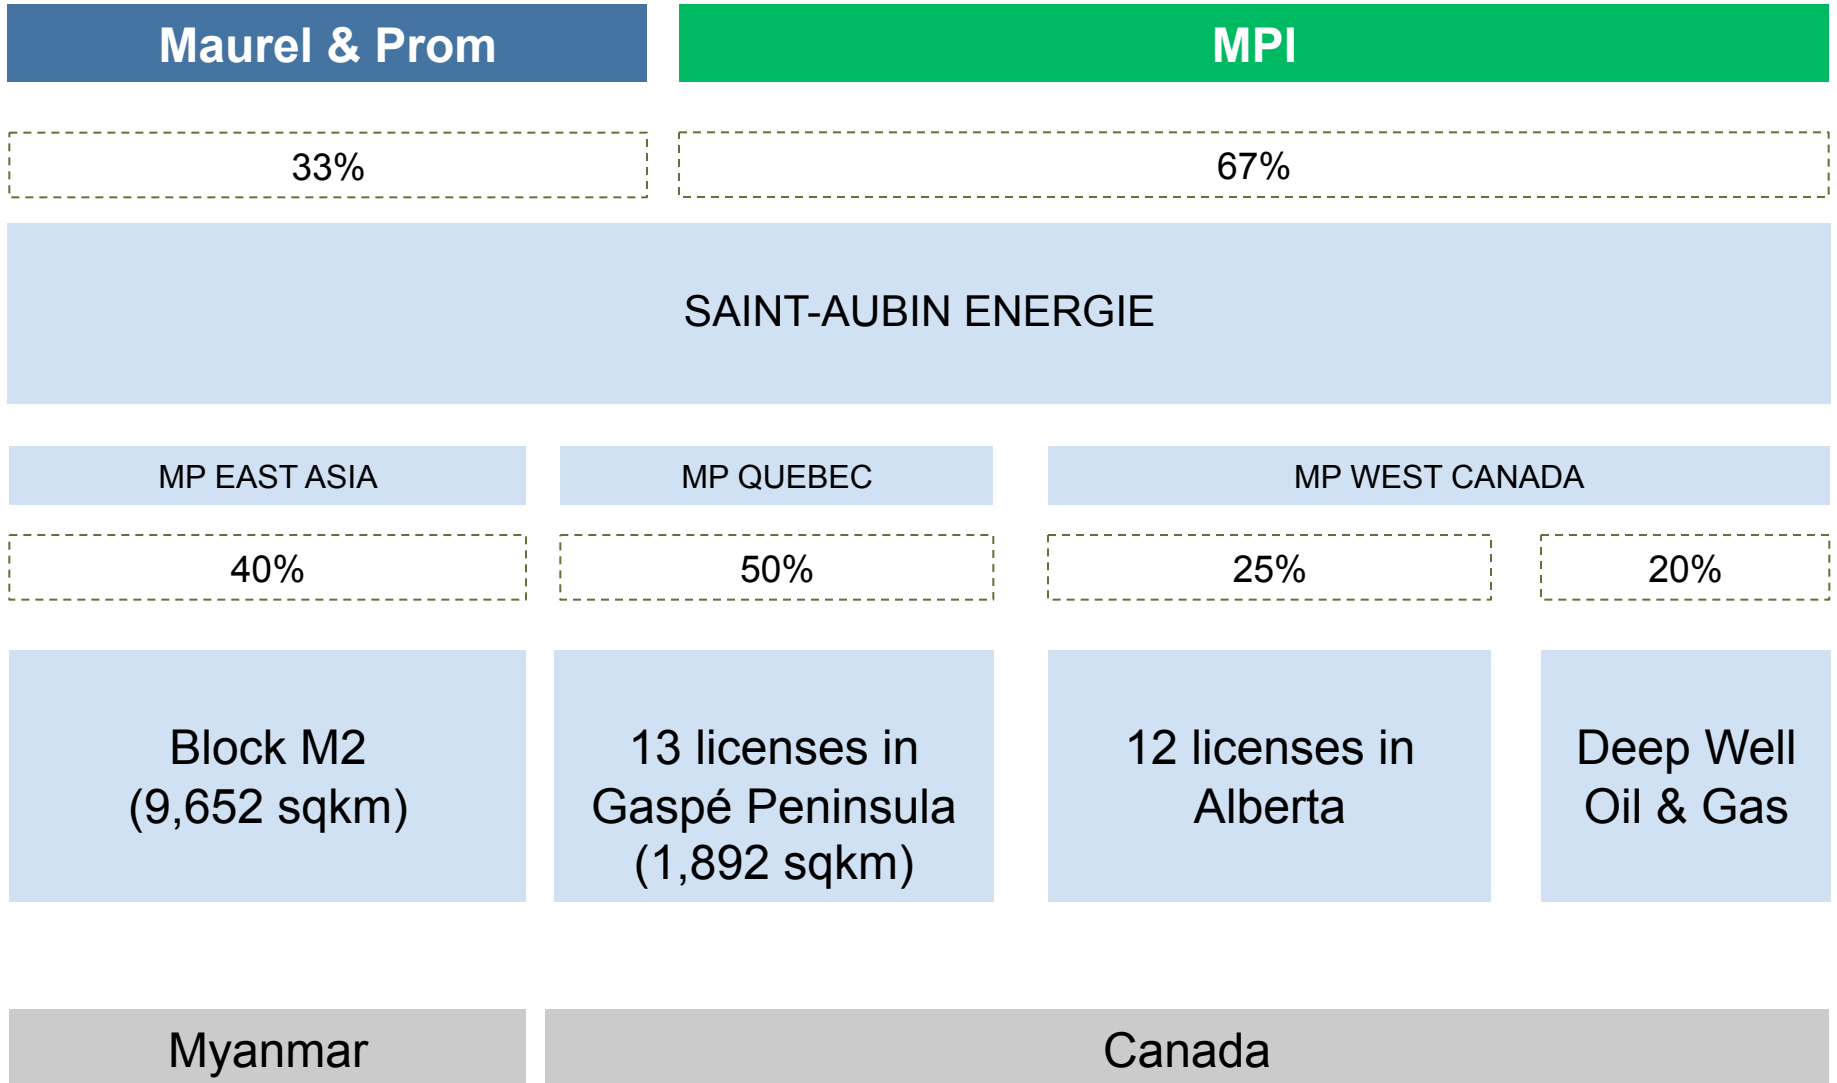 Maurel & Prom
MPI
33%
67%
SAINT-AUBIN ENERGIE
MP EAST ASIA
MP QUEBEC
MP WEST CANADA
40%
50%
25%
20%
Block M2
(9,652 sqkm)
13 licenses in
Gaspé Peninsula
(1,892 sqkm)
12 licenses in
Alberta
Deep Well
Oil & Gas
Myanmar
Canada